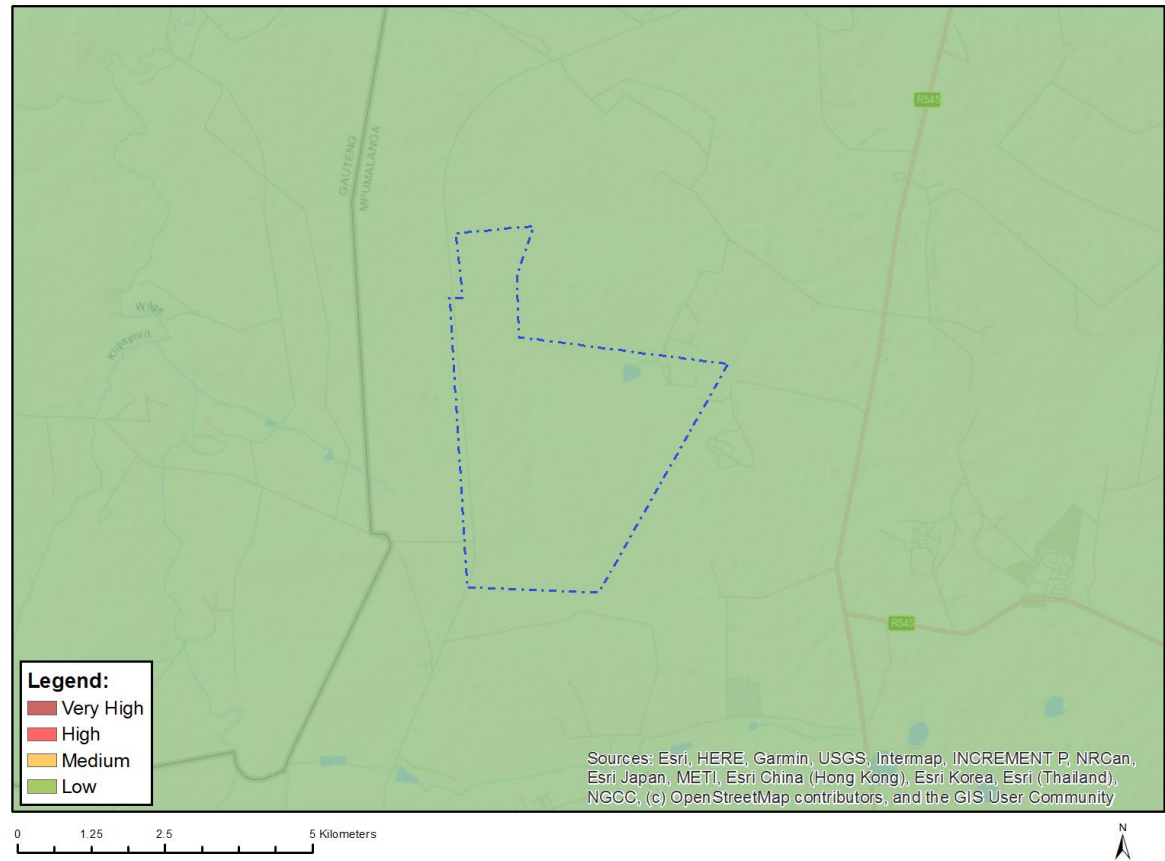 R545
GAUTENG
MPUMALANGA
Wilge
Klipspruit
R545
Legend:
Very High
High
Medium
Low
Sources: Esri, HERE, Garmin, USGS, Intermap, INCREMENT P, NRCan,
Esri Japan, METI, Esri China (Hong Kong), Esri Korea, Esri (Thailand),
NGCC, (c) OpenStreetMap contributors, and the GIS User Community
0 1.25 2.5 5 Kilometers
N